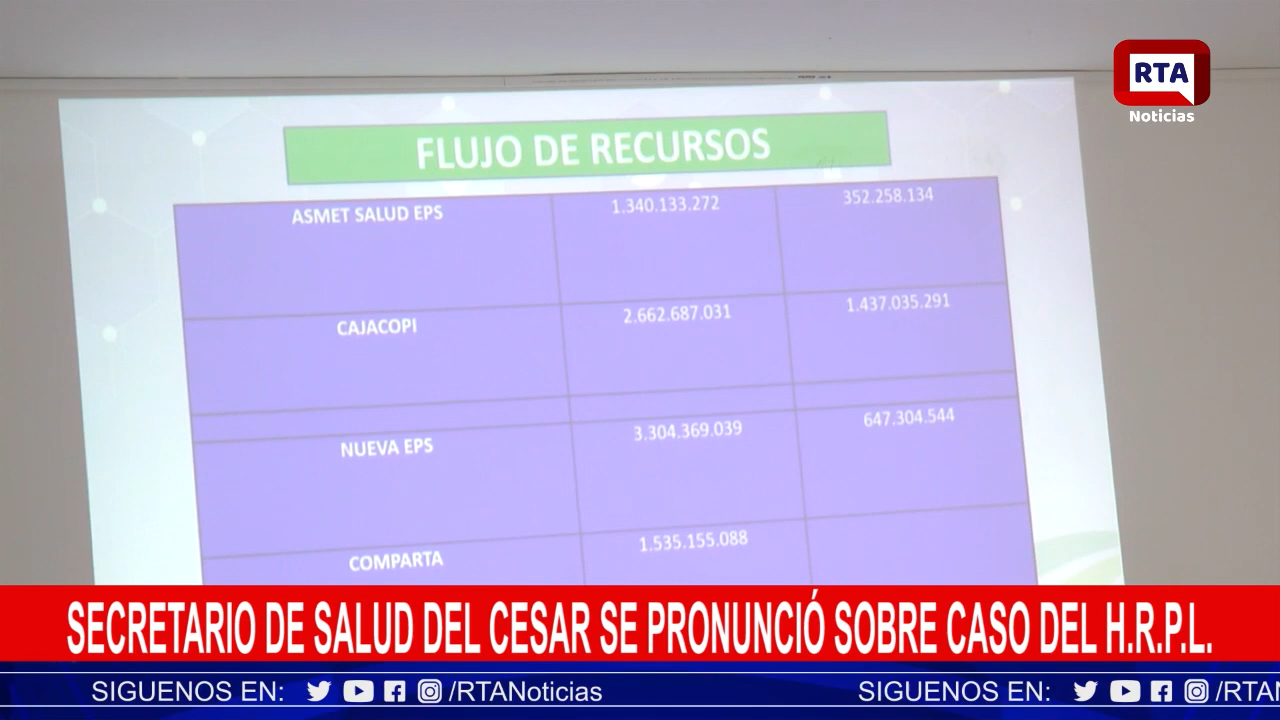 RTA
Noticias
FLUJO DE RECURSOS
ASMET SALUD EPS 1.340.133.272 352.258.134
CAJACOPI 2.662.687.031 1.437.035.291
NUEVA EPS 3.304.369.039 647.304.544
COMPARTA 1.535.155.088
SECRETARIO DE SALUD DEL CESAR SE PRONUNCIÓ SOBRE CASO DEL H.R.P.L.
SIGUENOS EN: /RTANoticias SIGUENOS EN: /RTAN